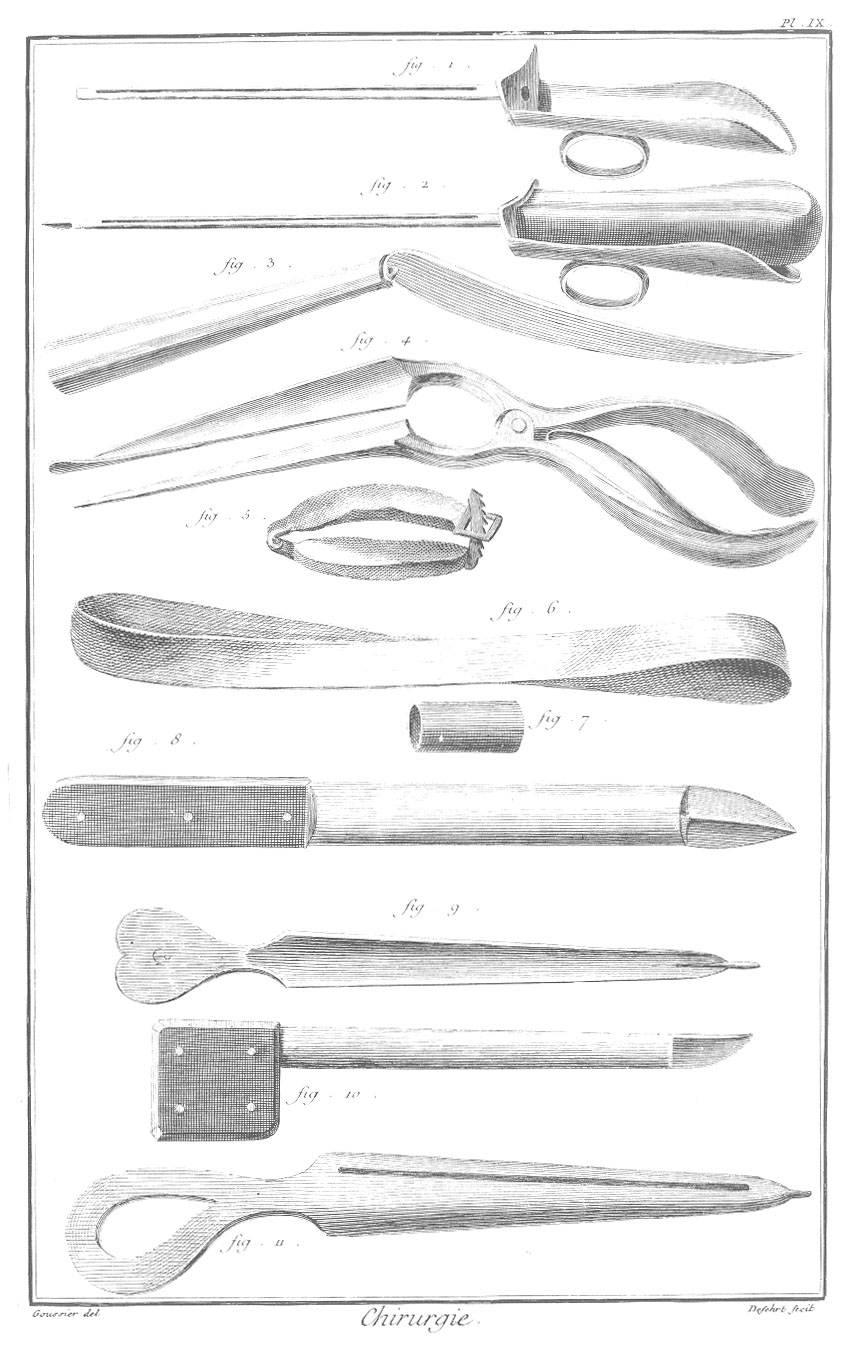 Pl . IX .
fig . 1 .
fig . 2 .
fig . 3 .
fig . 4 .
fig . 5 .
fig . 6 .
fig . 7 .
fig . 8 .
fig . 9 .
fig . 10 .
fig . 11 .
Goussier del
Chirurgie .
Defehrt fecit